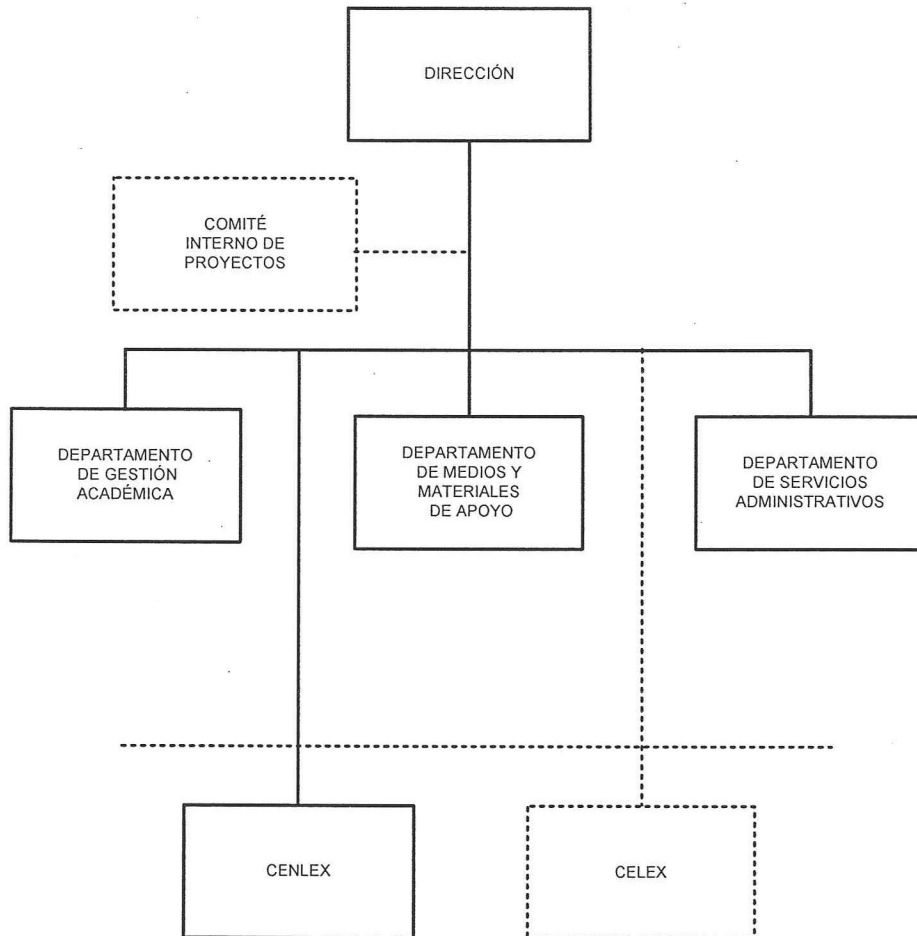 DIRECCIÓN
COMITÉ
INTERNO DE
PROYECTOS
DEPARTAMENTO
DE GESTIÓN
ACADÉMICA
DEPARTAMENTO
DE MEDIOS Y
MATERIALES
DE APOYO
DEPARTAMENTO
DE SERVICIOS
ADMINISTRATIVOS
CENLEX
CELEX